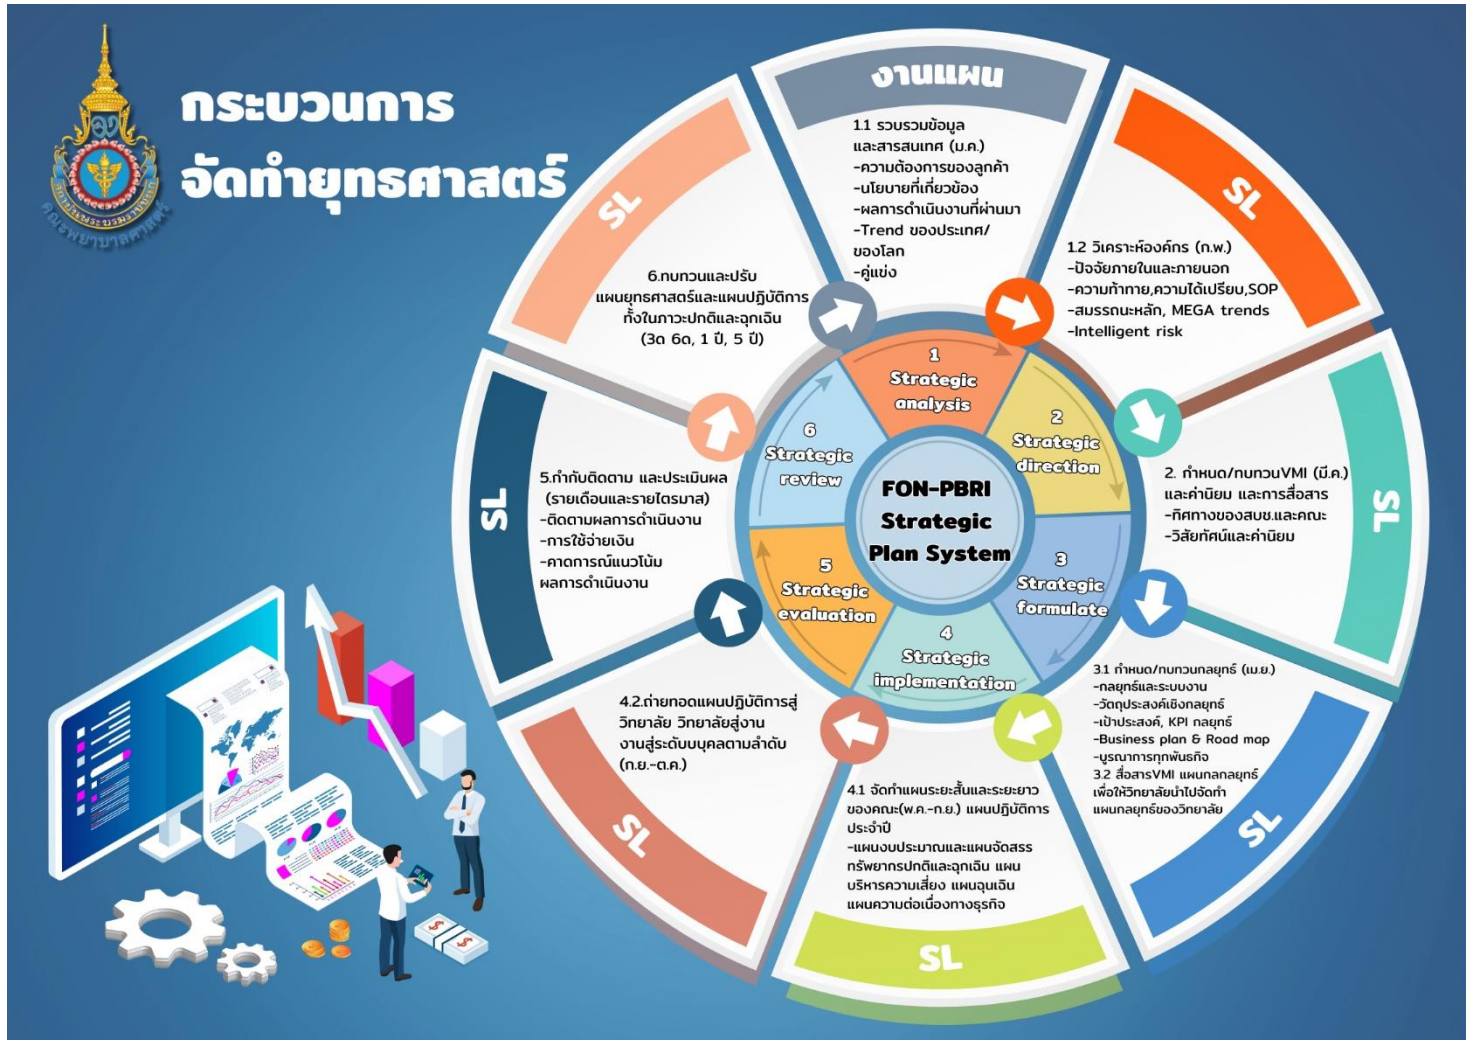 กระบวนการ
จัดทำยุทธศาสตร์
สถาบันพระบรมราชชนก
คณะพยาบาลศาสตร์
งานแผน
1.1 รวบรวมข้อมูล
และสารสนเทศ (ม.ค.)
-ความต้องการของลูกค้า
-นโยบายที่เกี่ยวข้อง
-ผลการดำเนินงานที่ผ่านมา
-Trend ของประเทศ/
ของโลก
-คู่แข่ง
SL
1.2 วิเคราะห์องค์กร (ก.พ.)
-ปัจจัยภายในและภายนอก
-ความท้าทาย,ความได้เปรียบ,SOP
-สมรรถนะหลัก, MEGA trends
-Intelligent risk
SL
2. กำหนด/ทบทวนVMI (มี.ค.)
และค่านิยม และการสื่อสาร
-ทิศทางของสบช.และคณะ
-วิสัยทัศน์และค่านิยม
SL
3.1 กำหนด/ทบทวนกลยุทธ์ (เม.ย.)
-กลยุทธ์และระบบงาน
-วัตถุประสงค์เชิงกลยุทธ์
-เป้าประสงค์, KPI กลยุทธ์
-Business plan & Road map
-บูรณาการทุกพันธกิจ
3.2 สื่อสารVMI แผนกลกลยุทธ์
เพื่อให้วิทยาลัยนำไปจัดทำ
แผนกลยุทธ์ของวิทยาลัย
SL
4.1 จัดทำแผนระยะสั้นและระยะยาว
ของคณะ(พ.ค.-ก.ย.) แผนปฏิบัติการ
ประจำปี
-แผนงบประมาณและแผนจัดสรร
ทรัพยากรปกติและฉุกเฉิน แผน
บริหารความเสี่ยง แผนฉุนเฉิน
แผนความต่อเนื่องทางธุรกิจ
SL
4.2.ถ่ายทอดแผนปฏิบัติการสู่
วิทยาลัย วิทยาลัยสู่งาน
งานสู่ระดับบุคลตามลำดับ
(ก.ย.-ต.ค.)
SL
5.กำกับติดตาม และประเมินผล
(รายเดือนและรายไตรมาส)
-ติดตามผลการดำเนินงาน
-การใช้จ่ายเงิน
-คาดการณ์แนวโน้ม
ผลการดำเนินงาน
SL
6.ทบทวนและปรับ
แผนยุทธศาสตร์และแผนปฏิบัติการ
ทั้งในภาวะปกติและฉุกเฉิน
(3ด 6ด, 1 ปี, 5 ปี)
SL
1
Strategic
analysis
2
Strategic
direction
3
Strategic
formulate
4
Strategic
implementation
5
Strategic
evaluation
6
Strategic
review
FON-PBRI
Strategic
Plan System